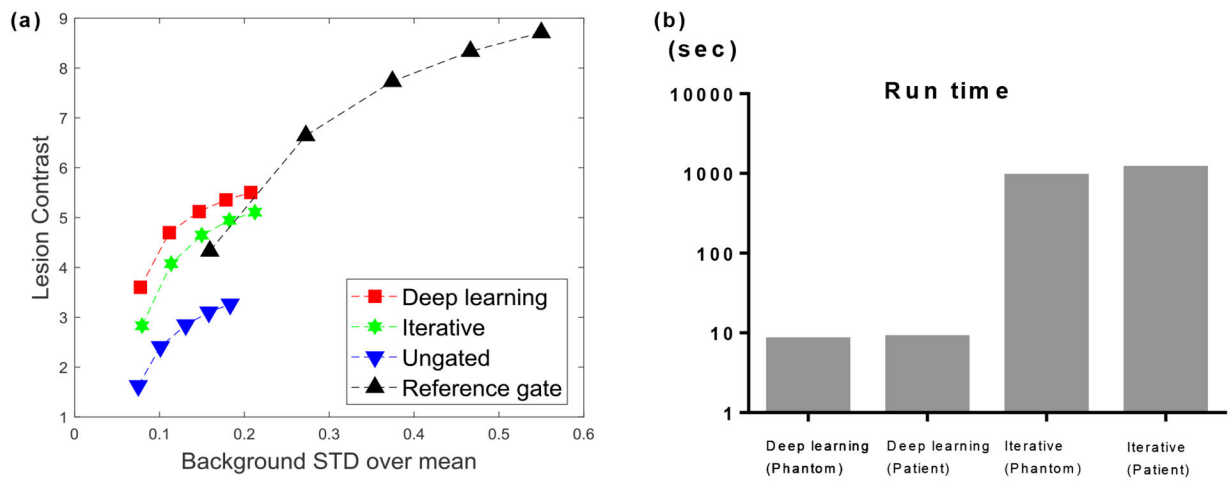 (a)
9
8
7
6
5
4
3
2
1
Lesion Contrast
0 0.1 0.2 0.3 0.4 0.5 0.6
Background STD over mean
Deep learning
Iterative
Ungated
Reference gate
(b)
(sec)
Run time
10000
1000
100
10
1
Deep learning
(Phantom)
Deep learning
(Patient)
Iterative
(Phantom)
Iterative
(Patient)